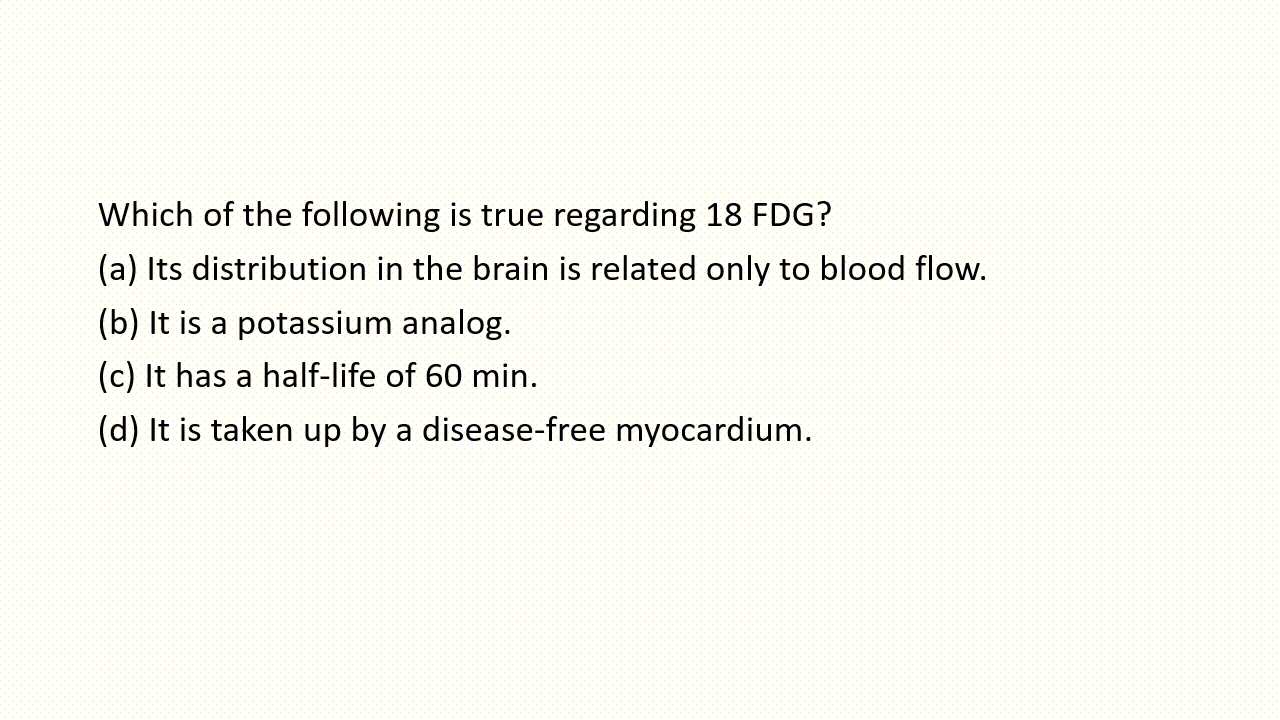 Which of the following is true regarding 18 FDG?
(a) Its distribution in the brain is related only to blood flow.
(b) It is a potassium analog.
(c) It has a half-life of 60 min.
(d) It is taken up by a disease-free myocardium.